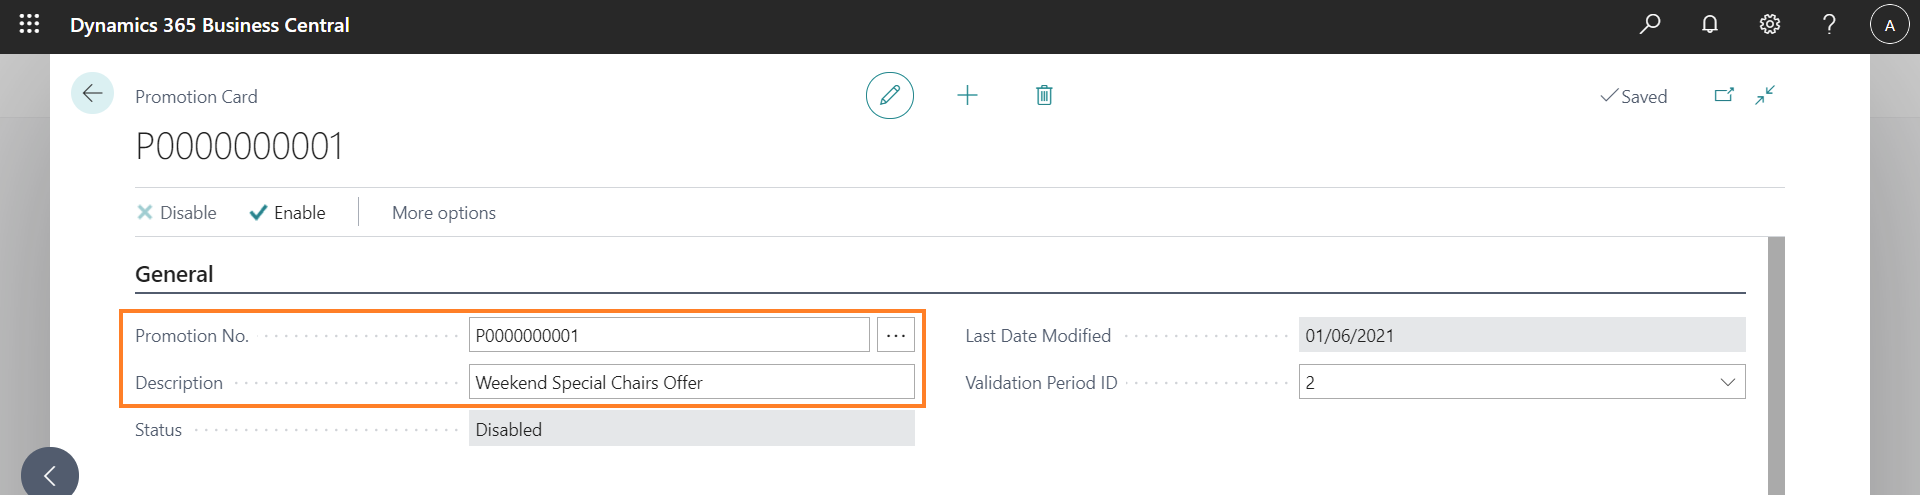 Dynamics 365 Business Central
A
Promotion Card
Saved
P0000000001
Disable Enable More options
General
Promotion No. P0000000001 ... Last Date Modified 01/06/2021
Description Weekend Special Chairs Offer Validation Period ID 2
Status Disabled